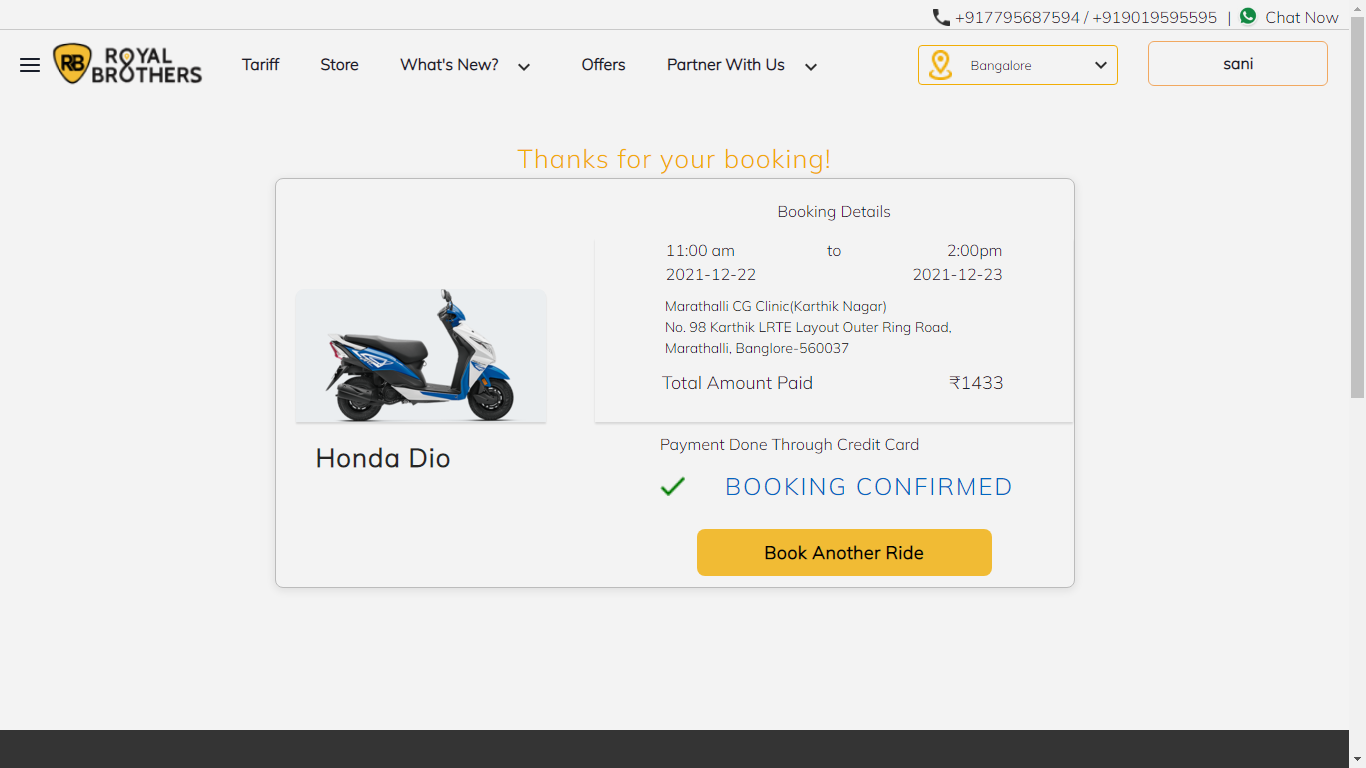 +917795687594 / +919019595595 | Chat Now
RB ROYAL BROTHERS
Tariff Store What's New? Offers Partner With Us Bangalore sani
Thanks for your booking!
Booking Details
11:00 am to 2:00pm
2021-12-22 2021-12-23
Marathalli CG Clinic(Karthik Nagar)
No. 98 Karthik LRTE Layout Outer Ring Road,
Marathalli, Banglore-560037
Total Amount Paid ₹1433
Honda Dio
Payment Done Through Credit Card
BOOKING CONFIRMED
Book Another Ride